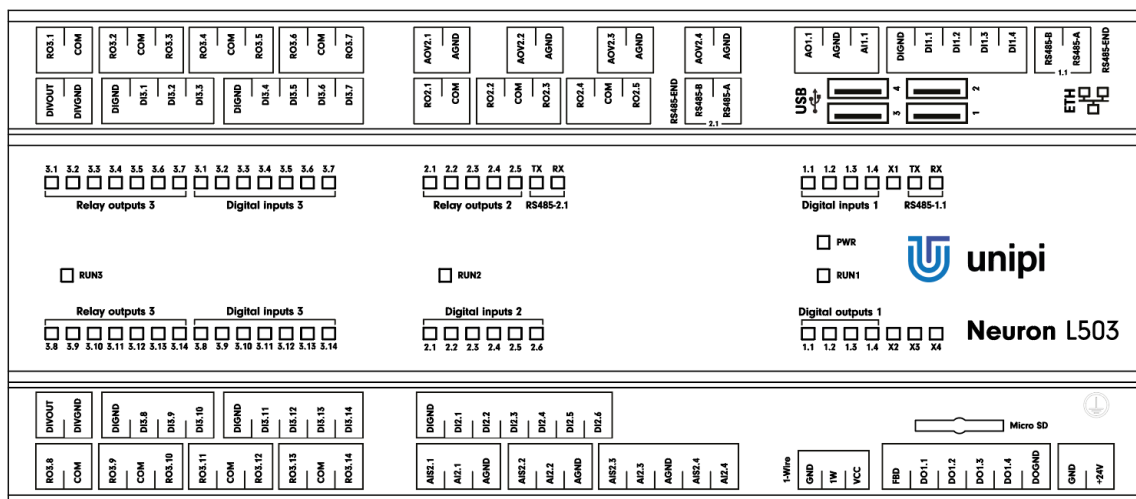 RO3.1 COM RO3.2 COM RO3.3 RO3.4 COM RO3.5 RO3.6 COM RO3.7 AOV2.1 AGND AOV2.2 AGND AOV2.3 AGND AOV2.4 AGND AO1.1 AGND AI1.1 DIGND DI1.1 DI1.2 DI1.3 DI1.4 RS485-B RS485-A RS485-END
1.1
DIVOUT DIVGND DIGND DI3.1 DI3.2 DI3.3 DIGND DI3.4 DI3.5 DI3.6 DI3.7 RO2.1 COM RO2.2 COM RO2.3 RO2.4 COM RO2.5 RS485-END RS485-B RS485-A USB 4 3 2 1 ETH
2.1
3.1 3.2 3.3 3.4 3.5 3.6 3.7 3.1 3.2 3.3 3.4 3.5 3.6 3.7 2.1 2.2 2.3 2.4 2.5 TX RX 1.1 1.2 1.3 1.4 X1 TX RX
Relay outputs 3 Digital inputs 3 Relay outputs 2 RS485-2.1 Digital inputs 1 RS485-1.1
PWR
unipi
RUN3 RUN2 RUN1
Relay outputs 3 Digital inputs 3 Digital inputs 2 Digital outputs 1
Neuron L503
3.8 3.9 3.10 3.11 3.12 3.13 3.14 3.8 3.9 3.10 3.11 3.12 3.13 3.14 2.1 2.2 2.3 2.4 2.5 2.6 1.1 1.2 1.3 1.4 X2 X3 X4
DIVOUT DIVGND DIGND DI3.8 DI3.9 DI3.10 DIGND DI3.11 DI3.12 DI3.13 DI3.14 DIGND DI2.1 DI2.2 DI2.3 DI2.4 DI2.5 DI2.6 Micro SD
RO3.8 COM RO3.9 COM RO3.10 RO3.11 COM RO3.12 RO3.13 COM RO3.14 AIS2.1 AI2.1 AGND AIS2.2 AI2.2 AGND AIS2.3 AI2.3 AGND AIS2.4 AI2.4 1-Wire GND 1W VCC FBD DO1.1 DO1.2 DO1.3 DO1.4 DOGND GND +24V